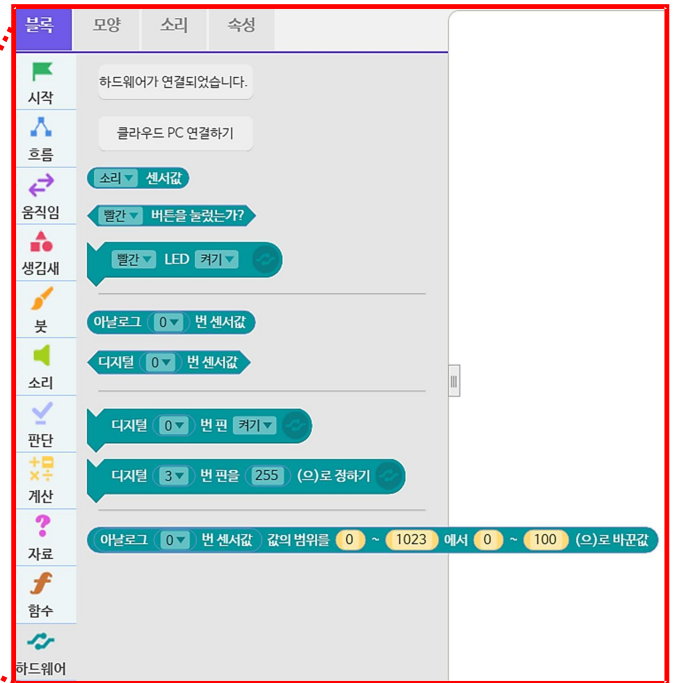 블록 모양 소리 속성
시작
흐름
움직임
생김새
붓
소리
판단
계산
자료
함수
하드웨어
하드웨어가 연결되었습니다.
클라우드 PC 연결하기
소리 센서값
빨간 버튼을 눌렀는가?
빨간 LED 켜기
아날로그 0 번 센서값
디지털 0 번 센서값
디지털 0 번 핀 켜기
디지털 3 번 핀을 255 (으)로 정하기
아날로그 0 번 센서값 값의 범위를 0 ~ 1023 에서 0 ~ 100 (으)로 바꾼값